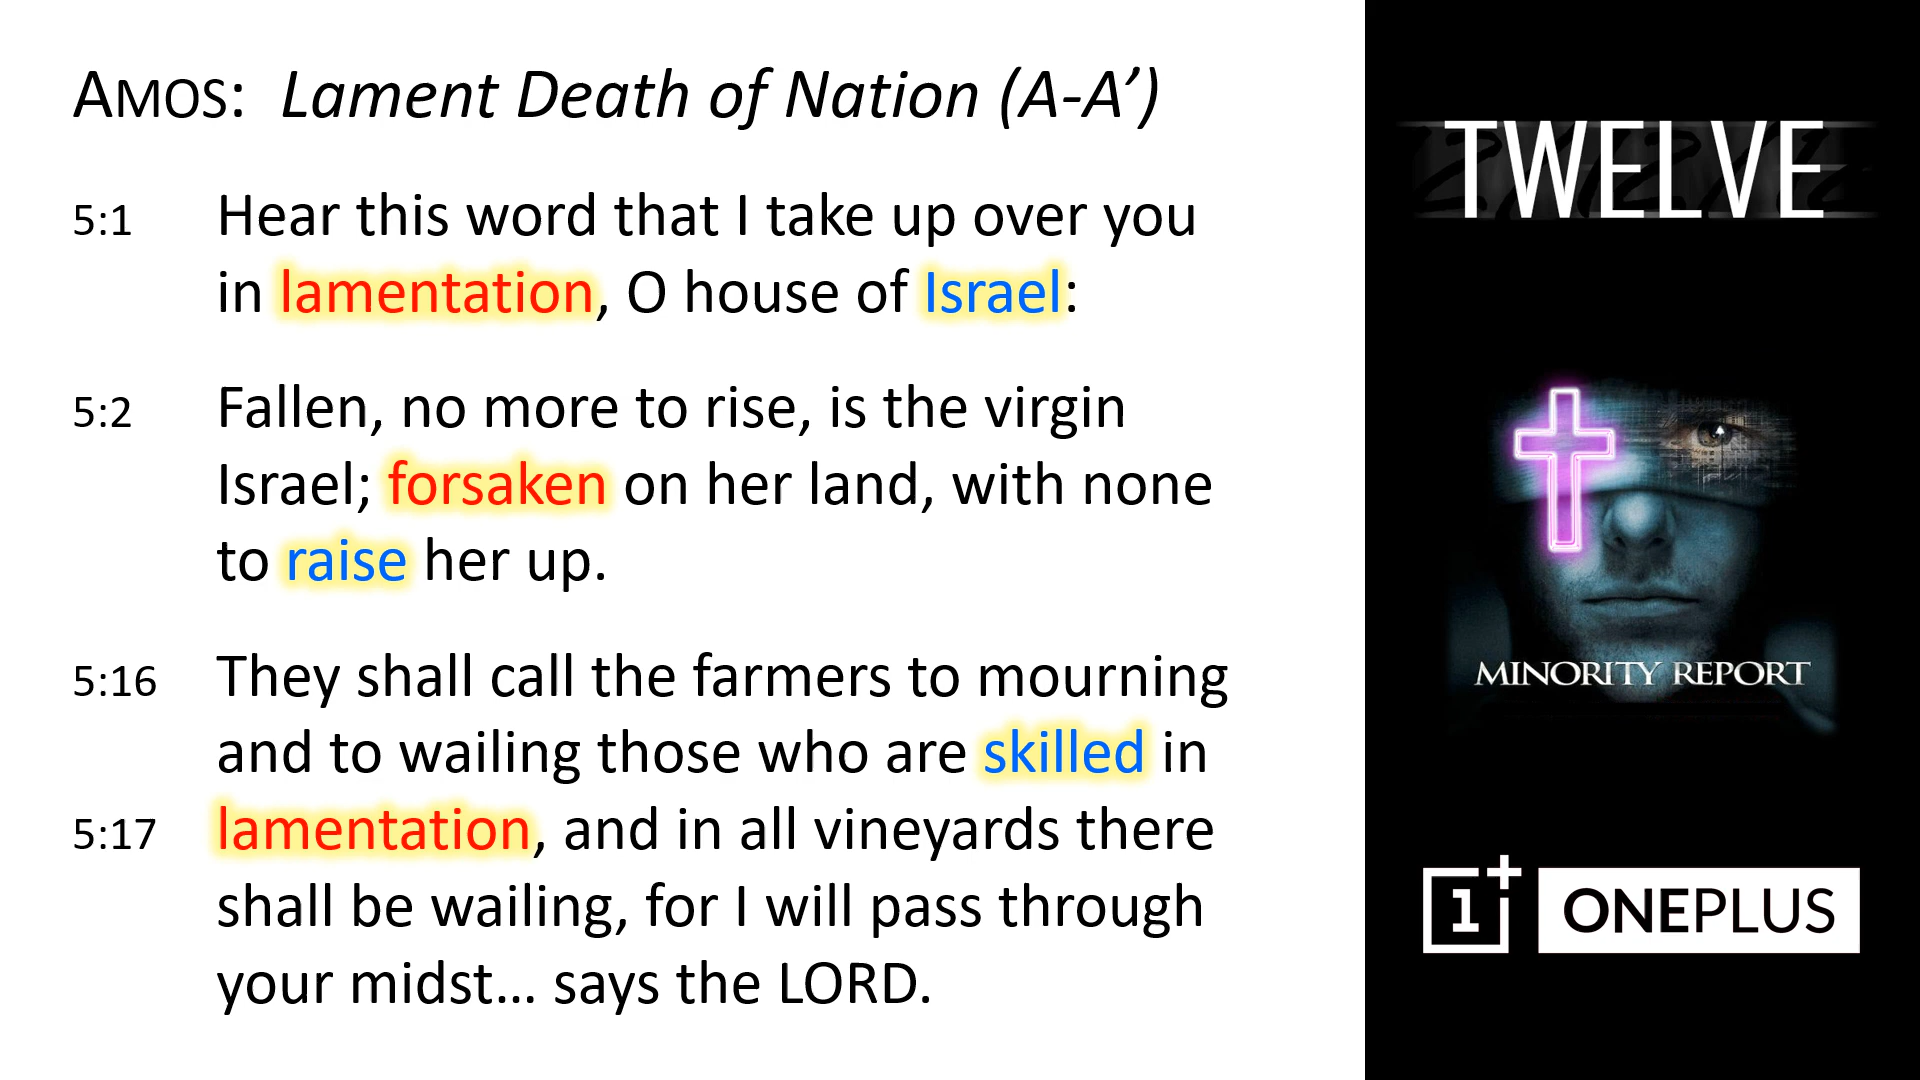 AMOS: Lament Death of Nation (A-A’)
5:1 Hear this word that I take up over you
in lamentation, O house of Israel:
5:2 Fallen, no more to rise, is the virgin
Israel; forsaken on her land, with none
to raise her up.
5:16 They shall call the farmers to mourning
and to wailing those who are skilled in
5:17 lamentation, and in all vineyards there
shall be wailing, for I will pass through
your midst… says the LORD.
TWELVE
MINORITY REPORT
1+ ONEPLUS